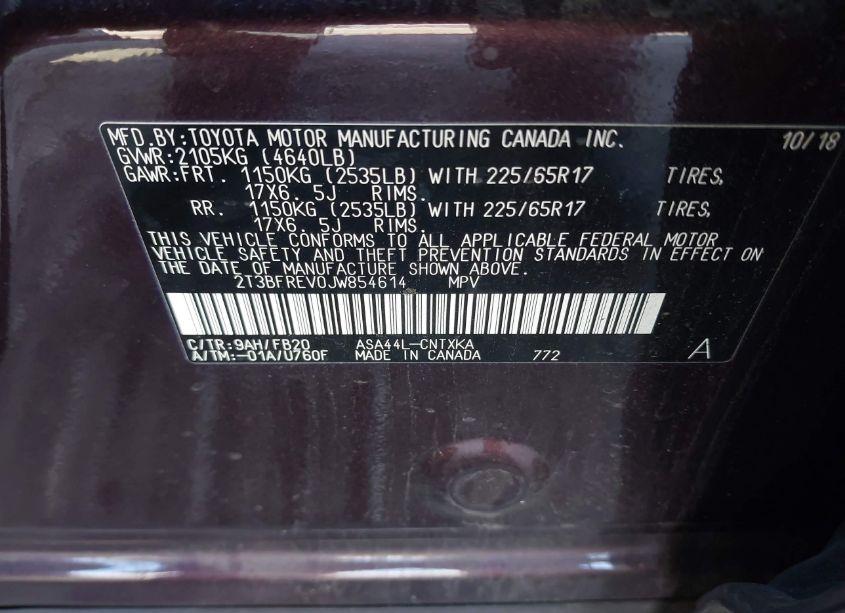 MFD.BY:TOYOTA MOTOR MANUFACTURING CANADA INC. 10/18
GVWR:2105KG (4640LB)
GAWR:FRT. 1150KG (2535LB) WITH 225/65R17 TIRES,
17X6. 5J RIMS.
RR. 1150KG (2535LB) WITH 225/65R17 TIRES,
17X6. 5J RIMS.
THIS VEHICLE CONFORMS TO ALL APPLICABLE FEDERAL MOTOR
VEHICLE SAFETY AND THEFT PREVENTION STANDARDS IN EFFECT ON
THE DATE OF MANUFACTURE SHOWN ABOVE.
2T3BFREV0JW854614 MPV
C/TR:9AH/FB20 ASA44L-CNTXKA
A/TM:-01A/U760F MADE IN CANADA 772 A